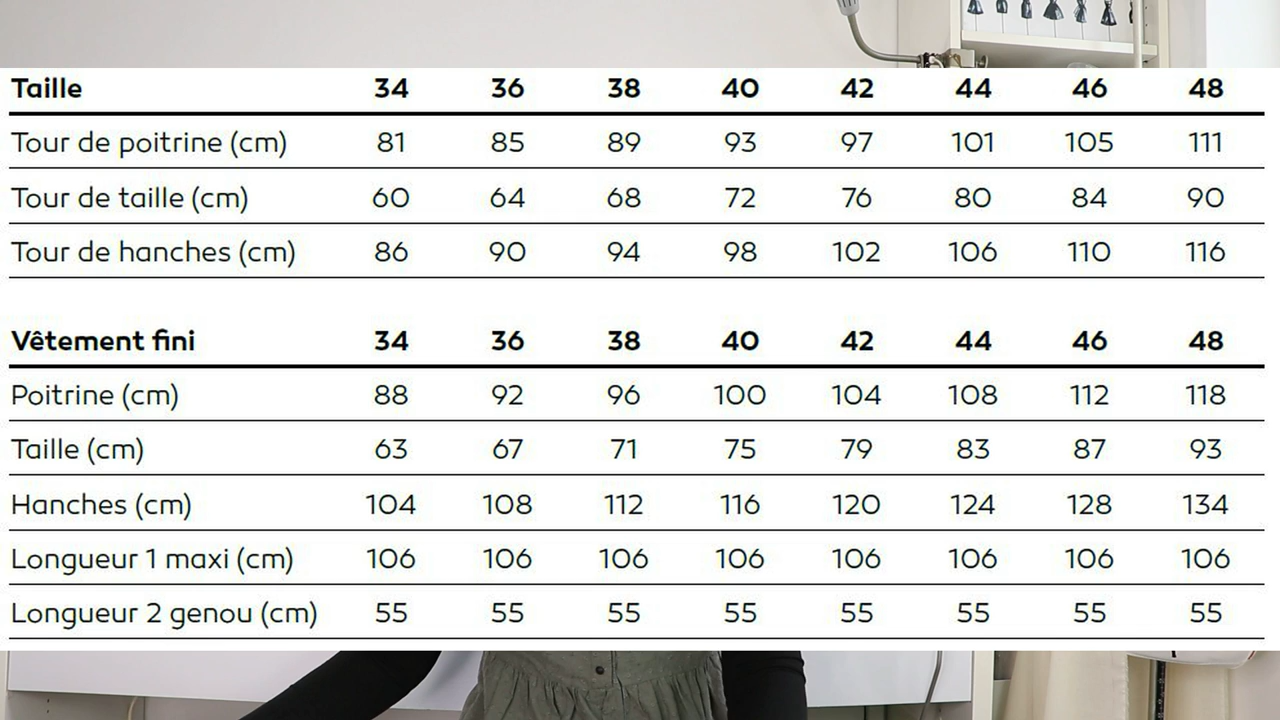 Taille 34 36 38 40 42 44 46 48
Tour de poitrine (cm) 81 85 89 93 97 101 105 111
Tour de taille (cm) 60 64 68 72 76 80 84 90
Tour de hanches (cm) 86 90 94 98 102 106 110 116
Vêtement fini 34 36 38 40 42 44 46 48
Poitrine (cm) 88 92 96 100 104 108 112 118
Taille (cm) 63 67 71 75 79 83 87 93
Hanches (cm) 104 108 112 116 120 124 128 134
Longueur 1 maxi (cm) 106 106 106 106 106 106 106 106
Longueur 2 genou (cm) 55 55 55 55 55 55 55 55